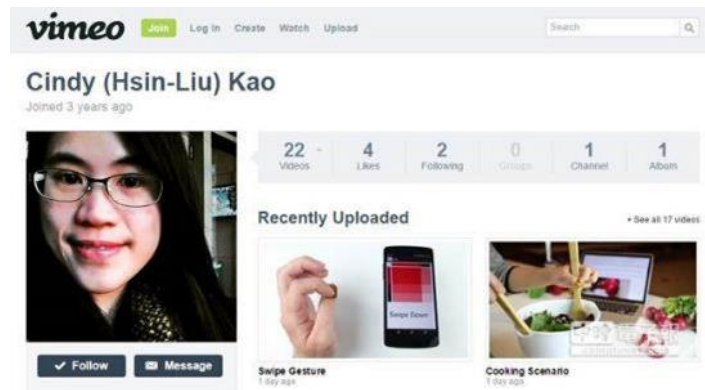 vimeo Join Log In Create Watch Upload Search
Cindy (Hsin-Liu) Kao
Joined 3 years ago
22 4 2 0 1 1
Videos Likes Following Groups Channel Album
Recently Uploaded + See all 17 videos
Swipe Down
✓ Follow Message
Swipe Gesture Cooking Scenario
1 day ago 1 day ago